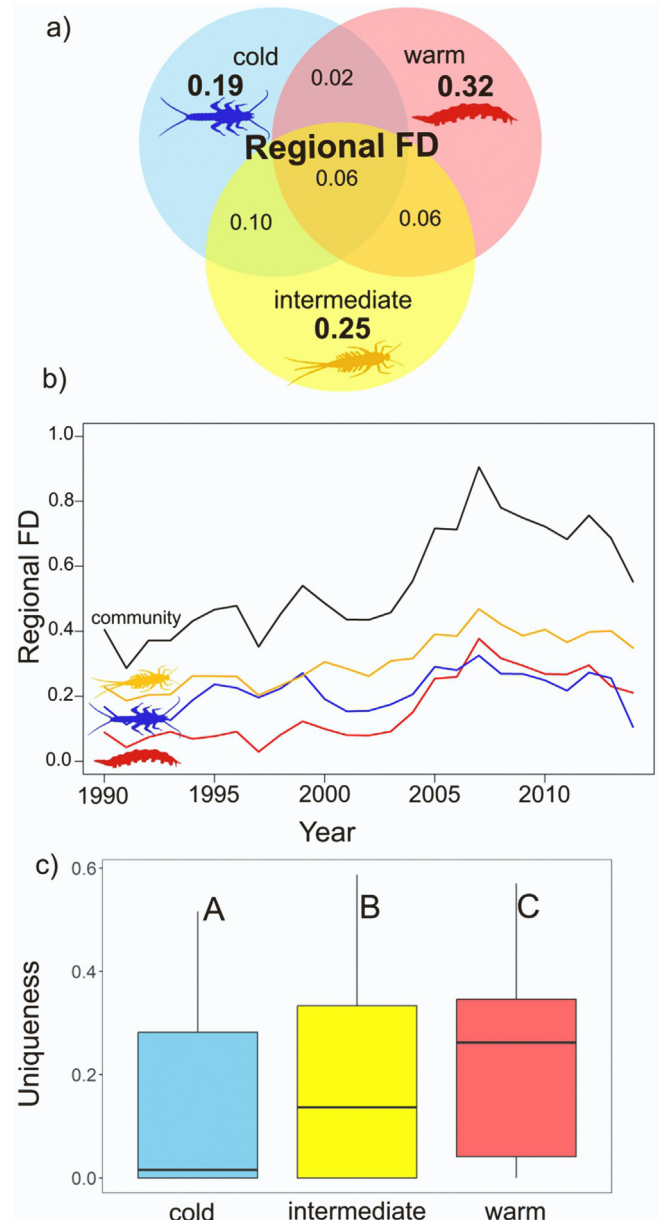 a)
cold
warm
0.19
0.02
0.32
Regional FD
0.06
0.10
0.06
intermediate
0.25
b)
1.0
0.8
0.6
0.4
0.2
0.0
Regional FD
community
1990
1995
2000
2005
2010
Year
c)
0.6
0.4
0.2
0.0
Uniqueness
A
B
C
cold
intermediate
warm